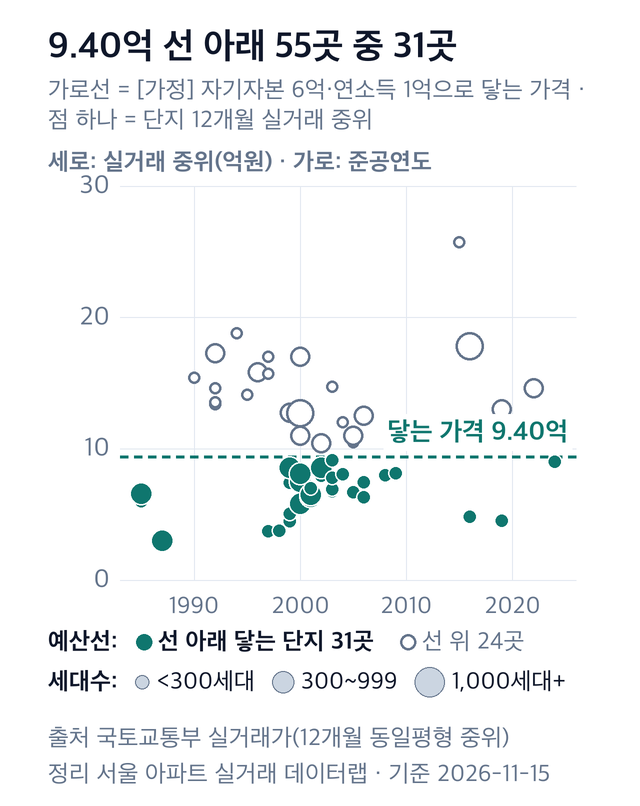 9.40억 선 아래 55곳 중 31곳
가로선 = [가정] 자기자본 6억·연소득 1억으로 닿는 가격 ·
점 하나 = 단지 12개월 실거래 중위
세로: 실거래 중위(억원) · 가로: 준공연도
30
20
10
0
닿는 가격 9.40억
1990 2000 2010 2020
예산선: 선 아래 닿는 단지 31곳 선 위 24곳
세대수: <300세대 300~999 1,000세대+
출처 국토교통부 실거래가(12개월 동일평형 중위)
정리 서울 아파트 실거래 데이터랩 · 기준 2026-11-15